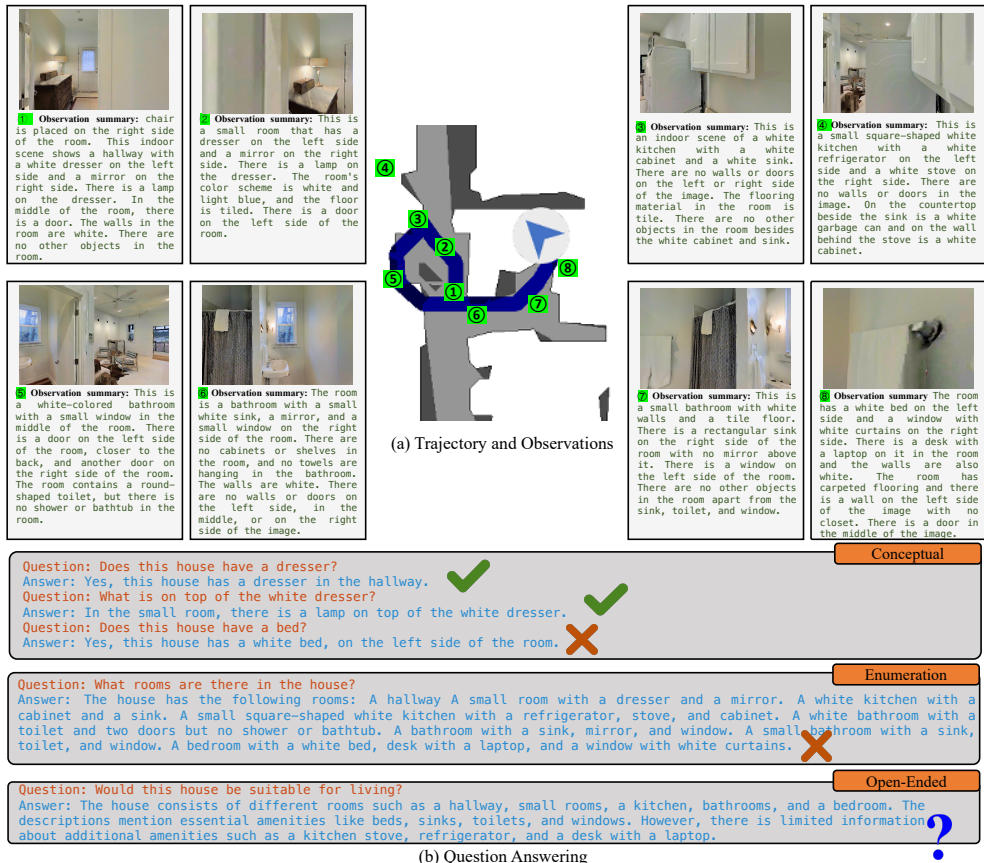 ① Observation summary: chair
is placed on the right side
of the room. This indoor
scene shows a hallway with
a white dresser on the left
side and a mirror on the
right side. There is a lamp
on the dresser. In the
middle of the room, there
is a door. The walls in the
room are white. There are
no other objects in the
room.
② Observation summary: This is
a small room that has a
dresser on the left side
and a mirror on the right
side. There is a lamp on
the dresser. The room's
color scheme is white and
light blue, and the floor
is tiled. There is a door
on the left side of the
room.
③ Observation summary: This is
an indoor scene of a white
kitchen with a white
cabinet and a white sink.
There are no walls or doors
on the left or right side
of the image. The flooring
material in the room is
tile. There are no other
objects in the room besides
the white cabinet and sink.
④ Observation summary: This is
a small square-shaped white
kitchen with a white
refrigerator on the left
side and a white stove on
the right side. There are
no walls or doors in the
image. On the countertop
beside the sink is a white
garbage can and on the wall
behind the stove is a white
cabinet.
④
③
②
①
⑤
⑥
⑦
⑧
(a) Trajectory and Observations
⑤ Observation summary: This is
a white-colored bathroom
with a small window in the
middle of the room. There
is a door on the left side
of the room, closer to the
back, and another door on
the right side of the room.
The room contains a round-
shaped toilet, but there is
no shower or bathtub in the
room.
⑥ Observation summary: The room
is a bathroom with a small
white sink, a mirror, and a
small window on the right
side of the room. There are
no cabinets or shelves in
the room, and no towels are
hanging in the bathroom.
The walls are white. There
are no walls or doors on
the left side, in the
middle, or on the right
side of the image.
⑦ Observation summary: This is
a small bathroom with white
walls and a tile floor.
There is a rectangular sink
on the right side of the
room with no mirror above
it. There is a window on
the left side of the room.
There are no other objects
in the room apart from the
sink, toilet, and window.
⑧ Observation summary: The room
has a white bed on the left
side and a window with
white curtains on the right
side. There is a desk with
a laptop on it in the room
and the walls are also
white. The room has
carpeted flooring and there
is a wall on the left side
of the image with no
closet. There is a door in
the middle of the image.
Conceptual
Question: Does this house have a dresser?
Answer: Yes, this house has a dresser in the hallway.
Question: What is on top of the white dresser?
Answer: In the small room, there is a lamp on top of the white dresser.
Question: Does this house have a bed?
Answer: Yes, this house has a white bed, on the left side of the room.
Enumeration
Question: What rooms are there in the house?
Answer: The house has the following rooms: A hallway A small room with a dresser and a mirror. A white kitchen with a
cabinet and a sink. A small square-shaped white kitchen with a refrigerator, stove, and cabinet. A white bathroom with a
toilet and two doors but no shower or bathtub. A bathroom with a sink, mirror, and window. A small bathroom with a sink,
toilet, and window. A bedroom with a white bed, desk with a laptop, and a window with white curtains.
Open-Ended
Question: Would this house be suitable for living?
Answer: The house consists of different rooms such as a hallway, small rooms, a kitchen, bathrooms, and a bedroom. The
descriptions mention essential amenities like beds, sinks, toilets, and windows. However, there is limited information
about additional amenities such as a kitchen stove, refrigerator, and a desk with a laptop.
?
(b) Question Answering